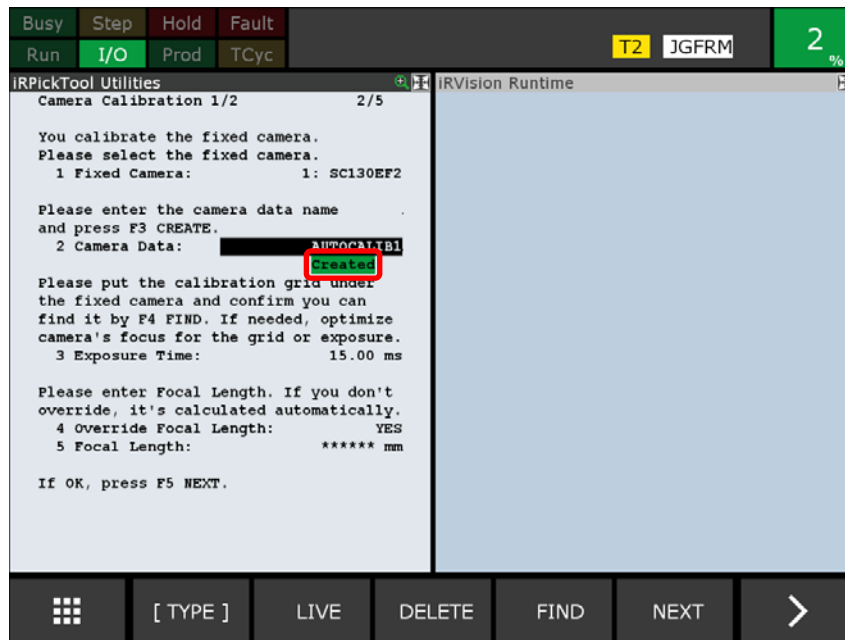 Busy Step Hold Fault
Run I/O Prod TCyc
T2 JGFRM
2 %
iRPickTool Utilities
iRVision Runtime
Camera Calibration 1/2 2/5
You calibrate the fixed camera.
Please select the fixed camera.
1 Fixed Camera: 1: SC130EF2
Please enter the camera data name .
and press F3 CREATE.
2 Camera Data: AUTOCALIB1
Created
Please put the calibration grid under
the fixed camera and confirm you can
find it by F4 FIND. If needed, optimize
camera's focus for the grid or exposure.
3 Exposure Time: 15.00 ms
Please enter Focal Length. If you don't
override, it's calculated automatically.
4 Override Focal Length: YES
5 Focal Length: ****** mm
If OK, press F5 NEXT.
[ TYPE ] LIVE DELETE FIND NEXT >